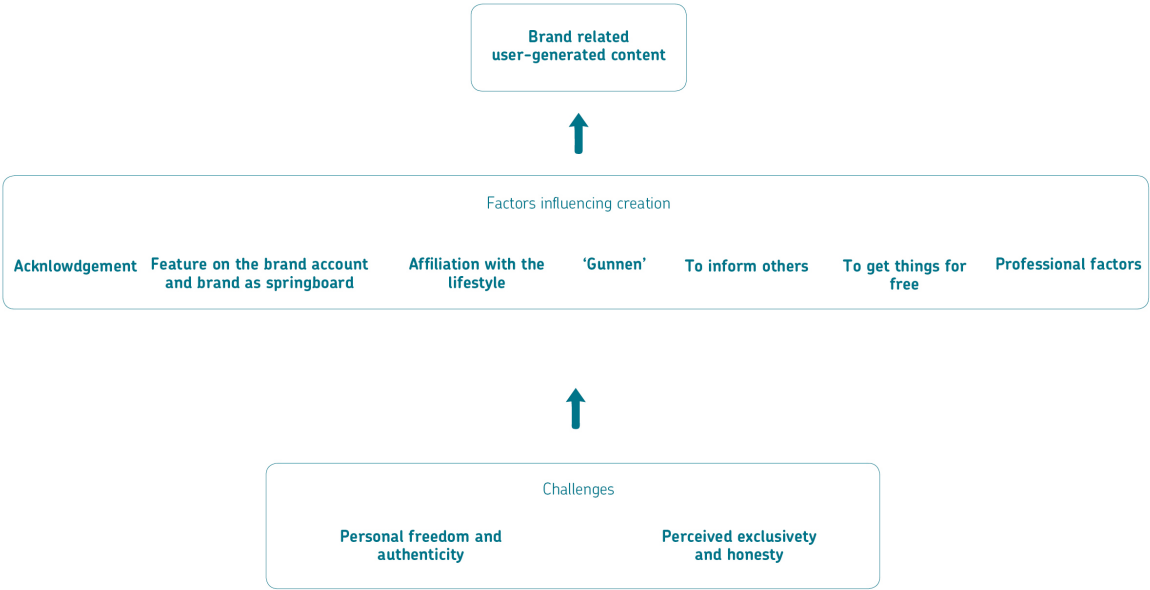 Brand related
user-generated content
Factors influencing creation
Acknlowdgement
Feature on the brand account
and brand as springboard
Affiliation with the
lifestyle
‘Gunnen’
To inform others
To get things for
free
Professional factors
Challenges
Personal freedom and
authenticity
Perceived exclusivety
and honesty